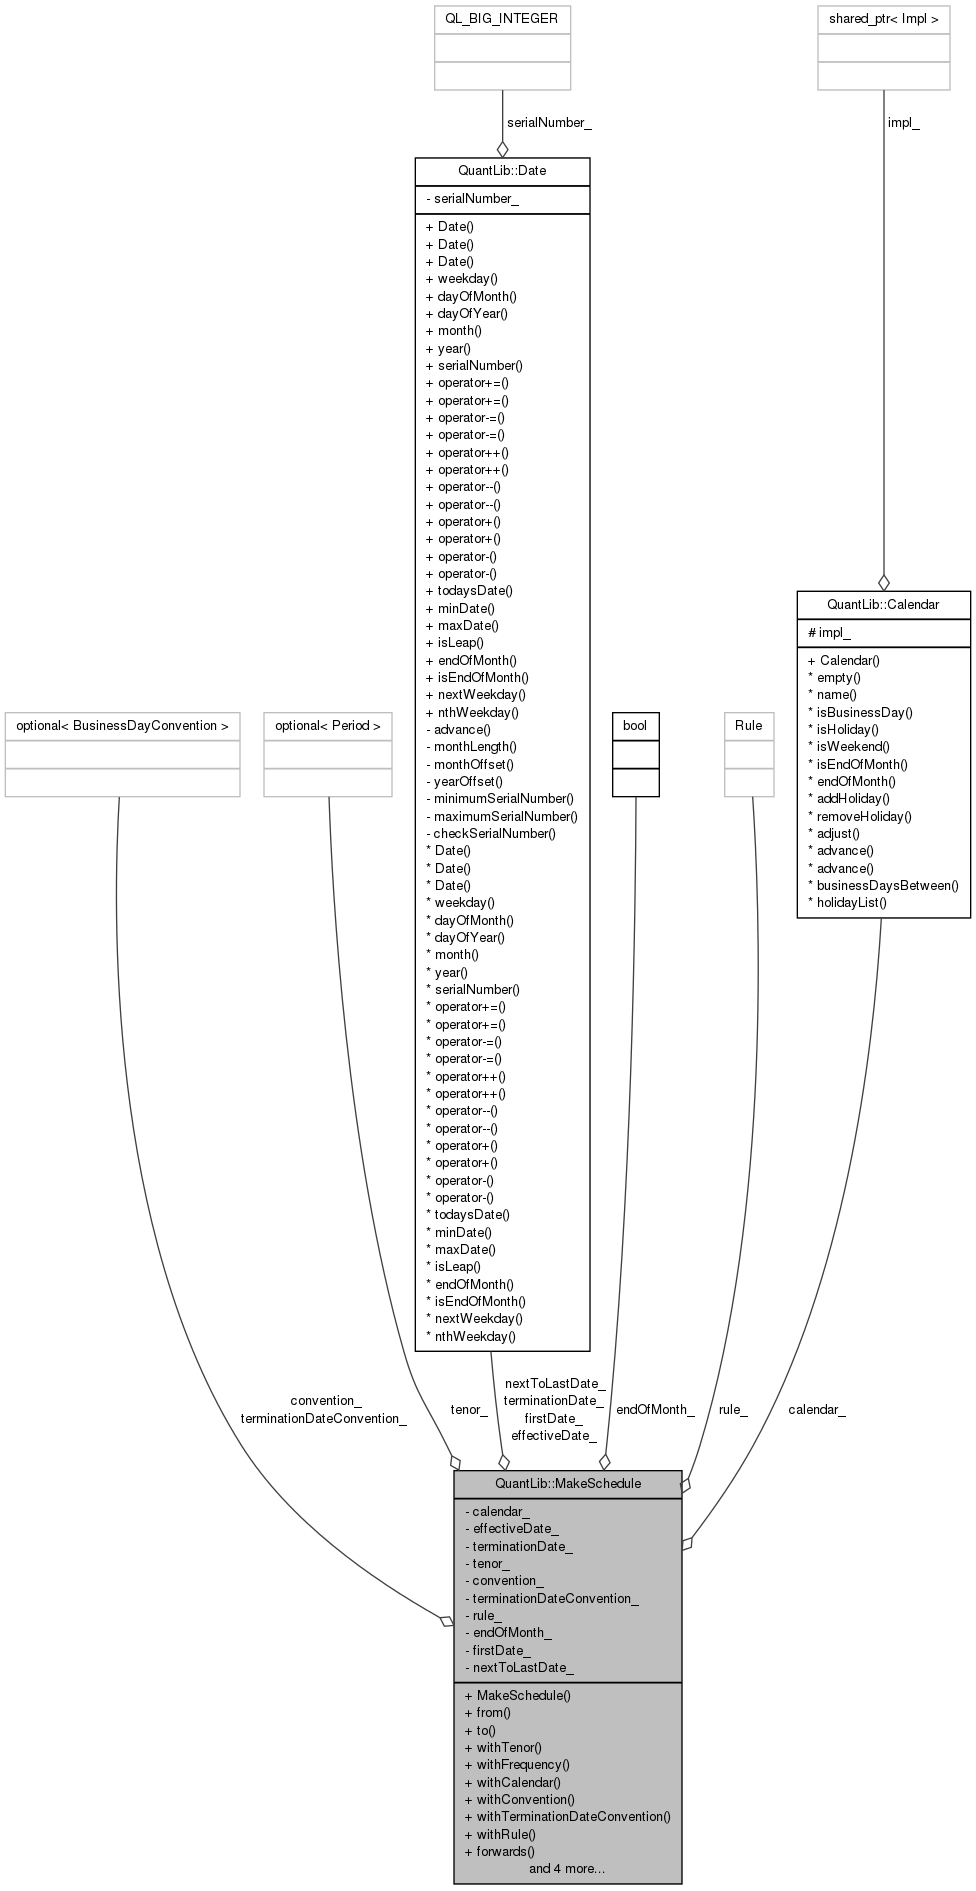 QL_BIG_INTEGER
shared_ptr< Impl >
serialNumber_
impl_
QuantLib::Date
- serialNumber_
+ Date()
+ Date()
+ Date()
+ weekday()
+ dayOfMonth()
+ dayOfYear()
+ month()
+ year()
+ serialNumber()
+ operator+=()
+ operator+=()
+ operator-=()
+ operator-=()
+ operator++()
+ operator++()
+ operator--()
+ operator--()
+ operator+()
+ operator+()
+ operator-()
+ operator-()
+ todaysDate()
+ minDate()
+ maxDate()
+ isLeap()
+ endOfMonth()
+ isEndOfMonth()
+ nextWeekday()
+ nthWeekday()
- advance()
- monthLength()
- monthOffset()
- yearOffset()
- minimumSerialNumber()
- maximumSerialNumber()
- checkSerialNumber()
* Date()
* Date()
* Date()
* weekday()
* dayOfMonth()
* dayOfYear()
* month()
* year()
* serialNumber()
* operator+=()
* operator+=()
* operator-=()
* operator-=()
* operator++()
* operator++()
* operator--()
* operator--()
* operator+()
* operator+()
* operator-()
* operator-()
* todaysDate()
* minDate()
* maxDate()
* isLeap()
* endOfMonth()
* isEndOfMonth()
* nextWeekday()
* nthWeekday()
QuantLib::Calendar
# impl_
+ Calendar()
* empty()
* name()
* isBusinessDay()
* isHoliday()
* isWeekend()
* isEndOfMonth()
* endOfMonth()
* addHoliday()
* removeHoliday()
* adjust()
* advance()
* advance()
* businessDaysBetween()
* holidayList()
optional< BusinessDayConvention >
optional< Period >
bool
Rule
convention_
terminationDateConvention_
tenor_
nextToLastDate_
terminationDate_
firstDate_
effectiveDate_
endOfMonth_
rule_
calendar_
QuantLib::MakeSchedule
- calendar_
- effectiveDate_
- terminationDate_
- tenor_
- convention_
- terminationDateConvention_
- rule_
- endOfMonth_
- firstDate_
- nextToLastDate_
+ MakeSchedule()
+ from()
+ to()
+ withTenor()
+ withFrequency()
+ withCalendar()
+ withConvention()
+ withTerminationDateConvention()
+ withRule()
+ forwards()
and 4 more...